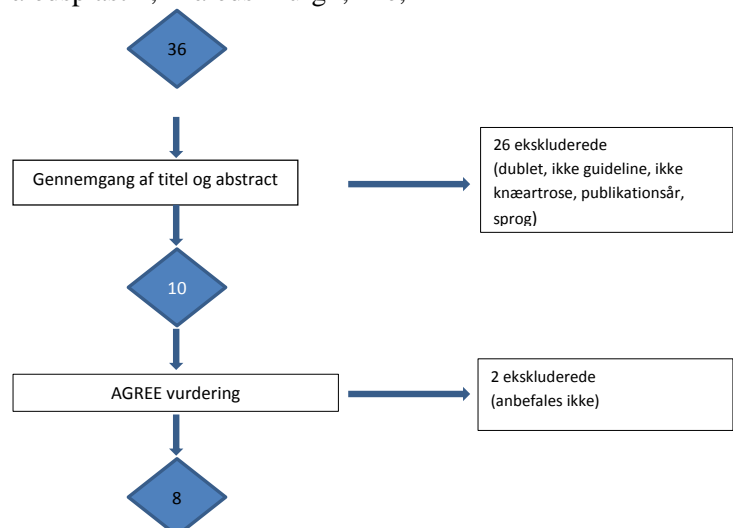 36
Gennemgang af titel og abstract
26 ekskluderede
(dublet, ikke guideline, ikke
knæartrose, publikationsår,
sprog)
10
AGREE vurdering
2 ekskluderede
(anbefales ikke)
8